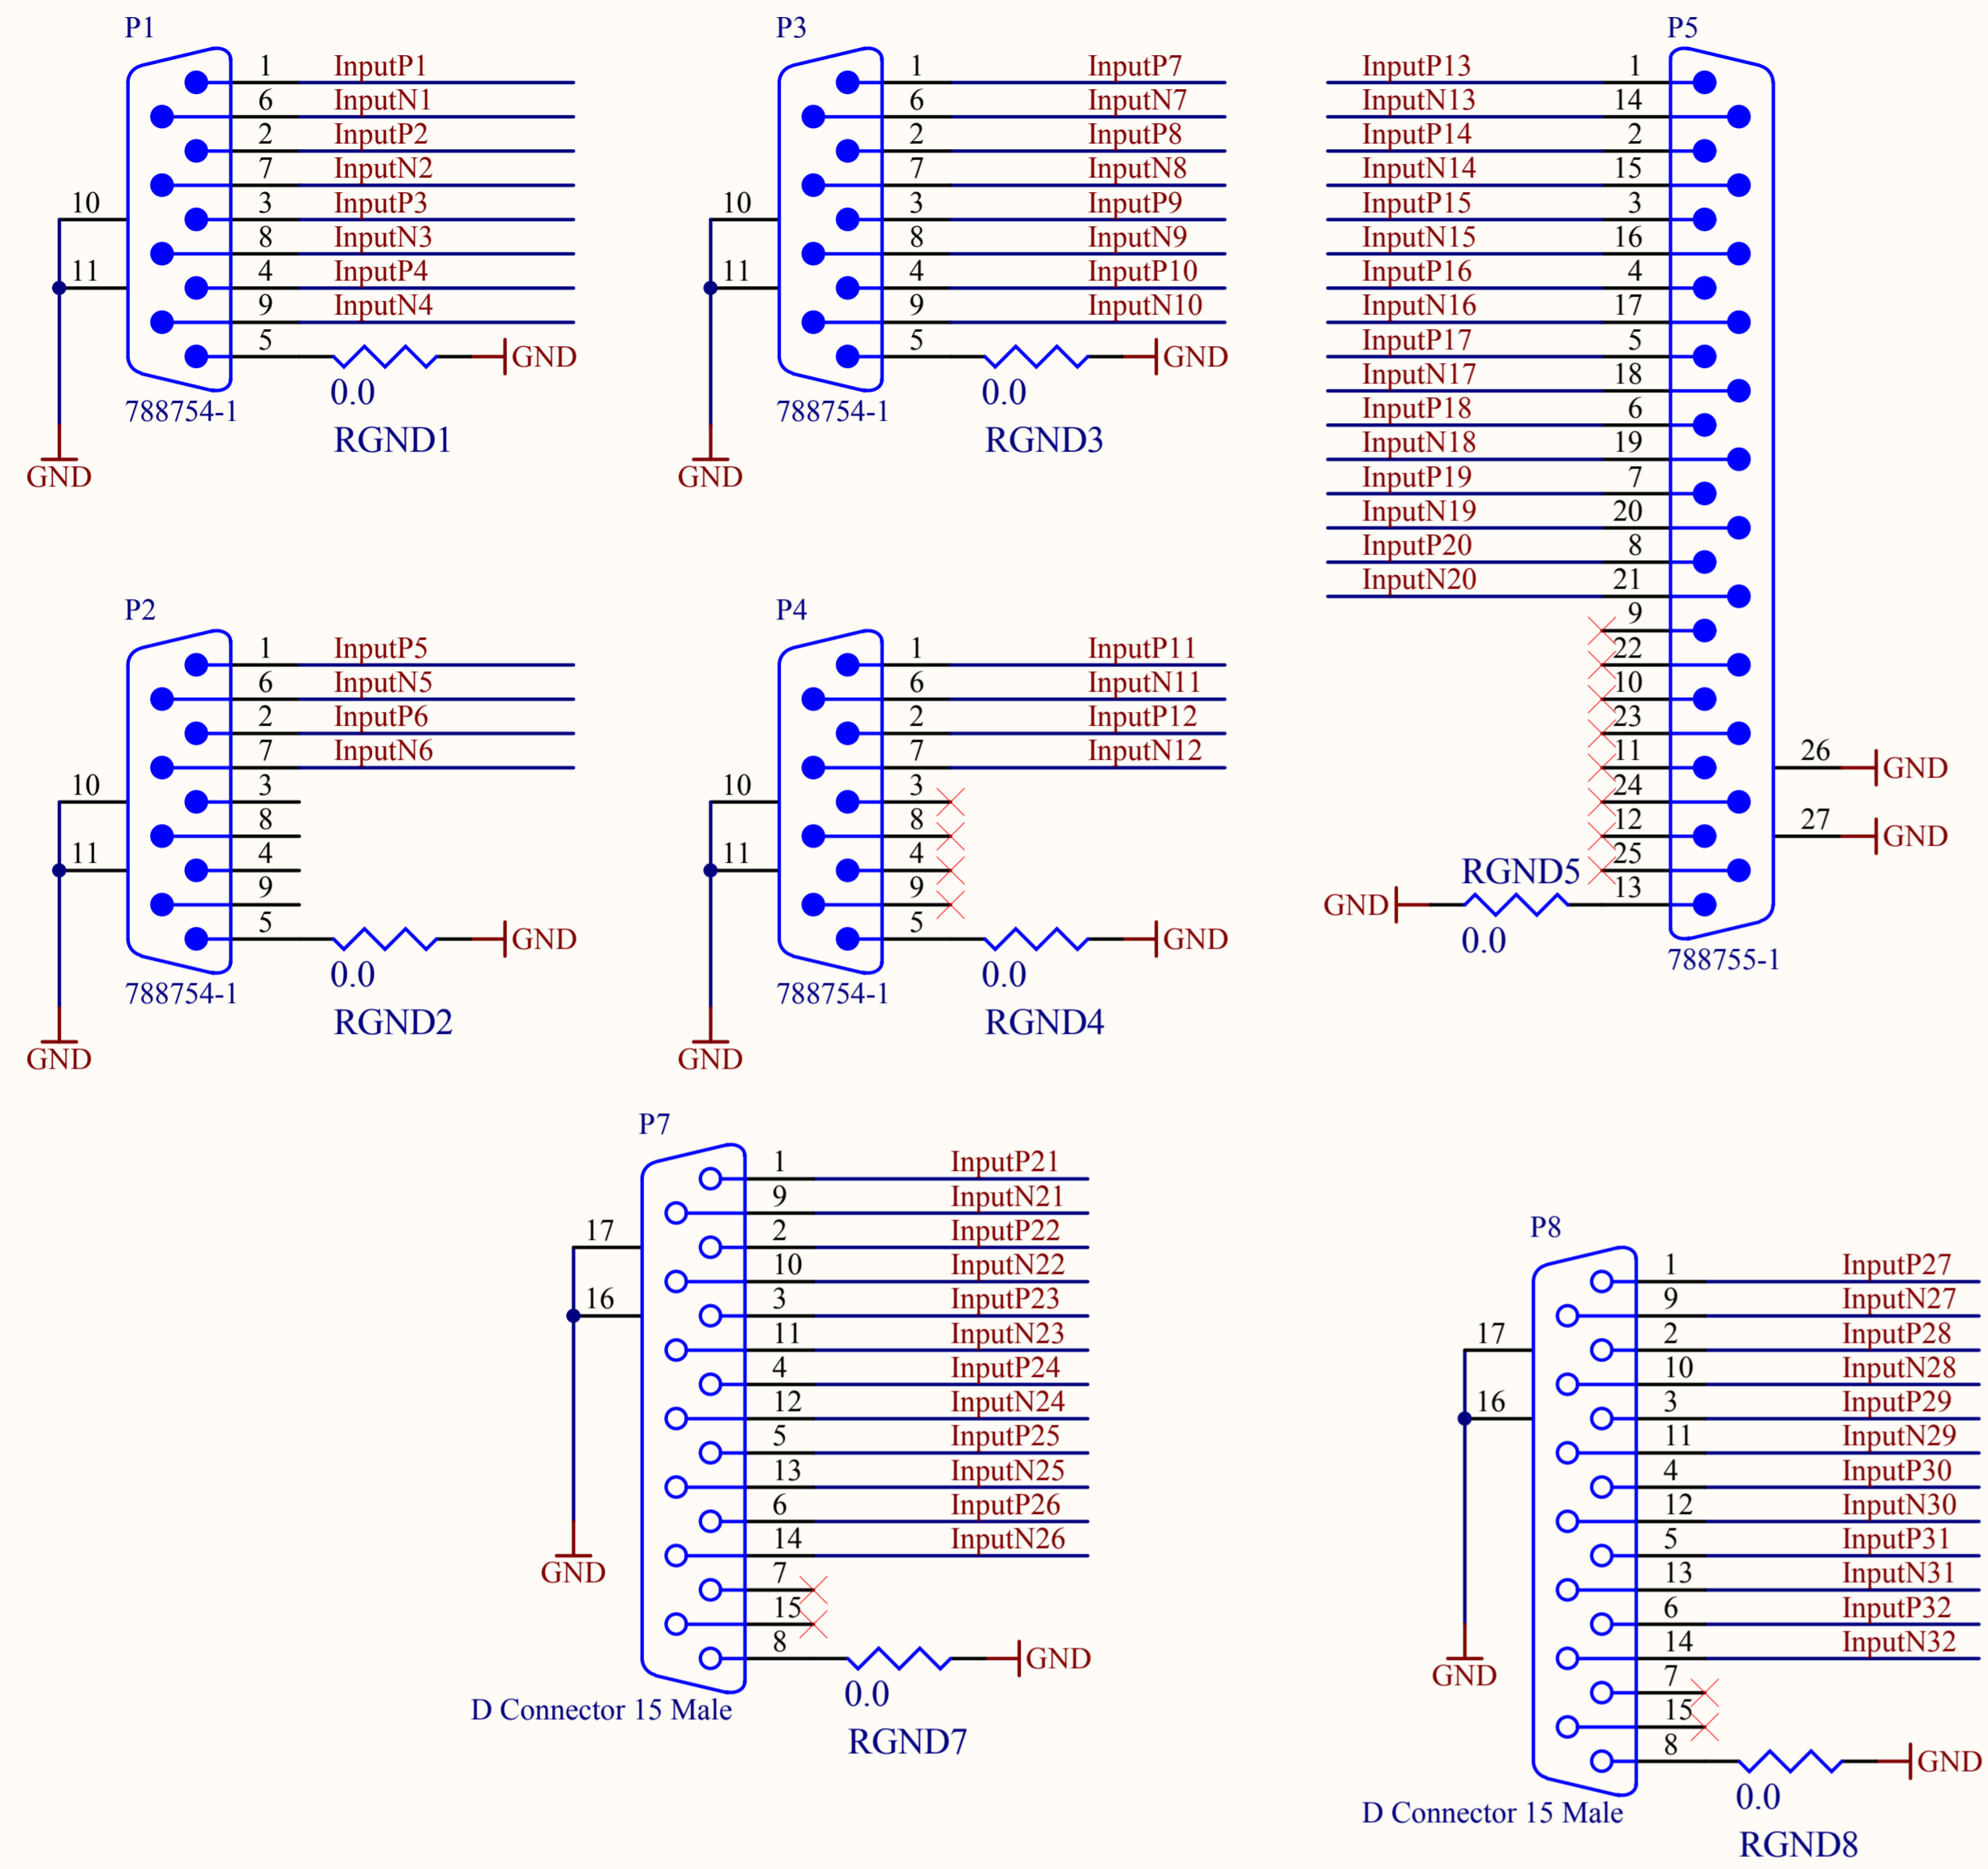 P1
1 InputP1
6 InputN1
2 InputP2
7 InputN2
10 3 InputP3
8 InputN3
11 4 InputP4
9 InputN4
5 GND
0.0
788754-1
RGND1
GND
P3
1 InputP7
6 InputN7
2 InputP8
7 InputN8
10 3 InputP9
8 InputN9
11 4 InputP10
9 InputN10
5 GND
0.0
788754-1
RGND3
GND
P5
InputP13 1
InputN13 14
InputP14 2
InputN14 15
InputP15 3
InputN15 16
InputP16 4
InputN16 17
InputP17 5
InputN17 18
InputP18 6
InputN18 19
InputP19 7
InputN19 20
InputP20 8
InputN20 21
9
22
10
23
11 26 GND
24
12 27 GND
25
RGND5 13
GND
0.0
788755-1
P2
1 InputP5
6 InputN5
2 InputP6
7 InputN6
10 3
8
11 4
9
5 GND
0.0
788754-1
RGND2
GND
P4
1 InputP11
6 InputN11
2 InputP12
7 InputN12
10 3
8
11 4
9
5 GND
0.0
788754-1
RGND4
GND
P7
1 InputP21
9 InputN21
2 InputP22
17 10 InputN22
3 InputP23
16 11 InputN23
4 InputP24
12 InputN24
5 InputP25
13 InputN25
6 InputP26
14 InputN26
GND 7
15
8 GND
0.0
D Connector 15 Male
RGND7
P8
1 InputP27
9 InputN27
17 2 InputP28
10 InputN28
16 3 InputP29
11 InputN29
4 InputP30
12 InputN30
5 InputP31
13 InputN31
6 InputP32
14 InputN32
GND 7
15
8 GND
0.0
D Connector 15 Male
RGND8